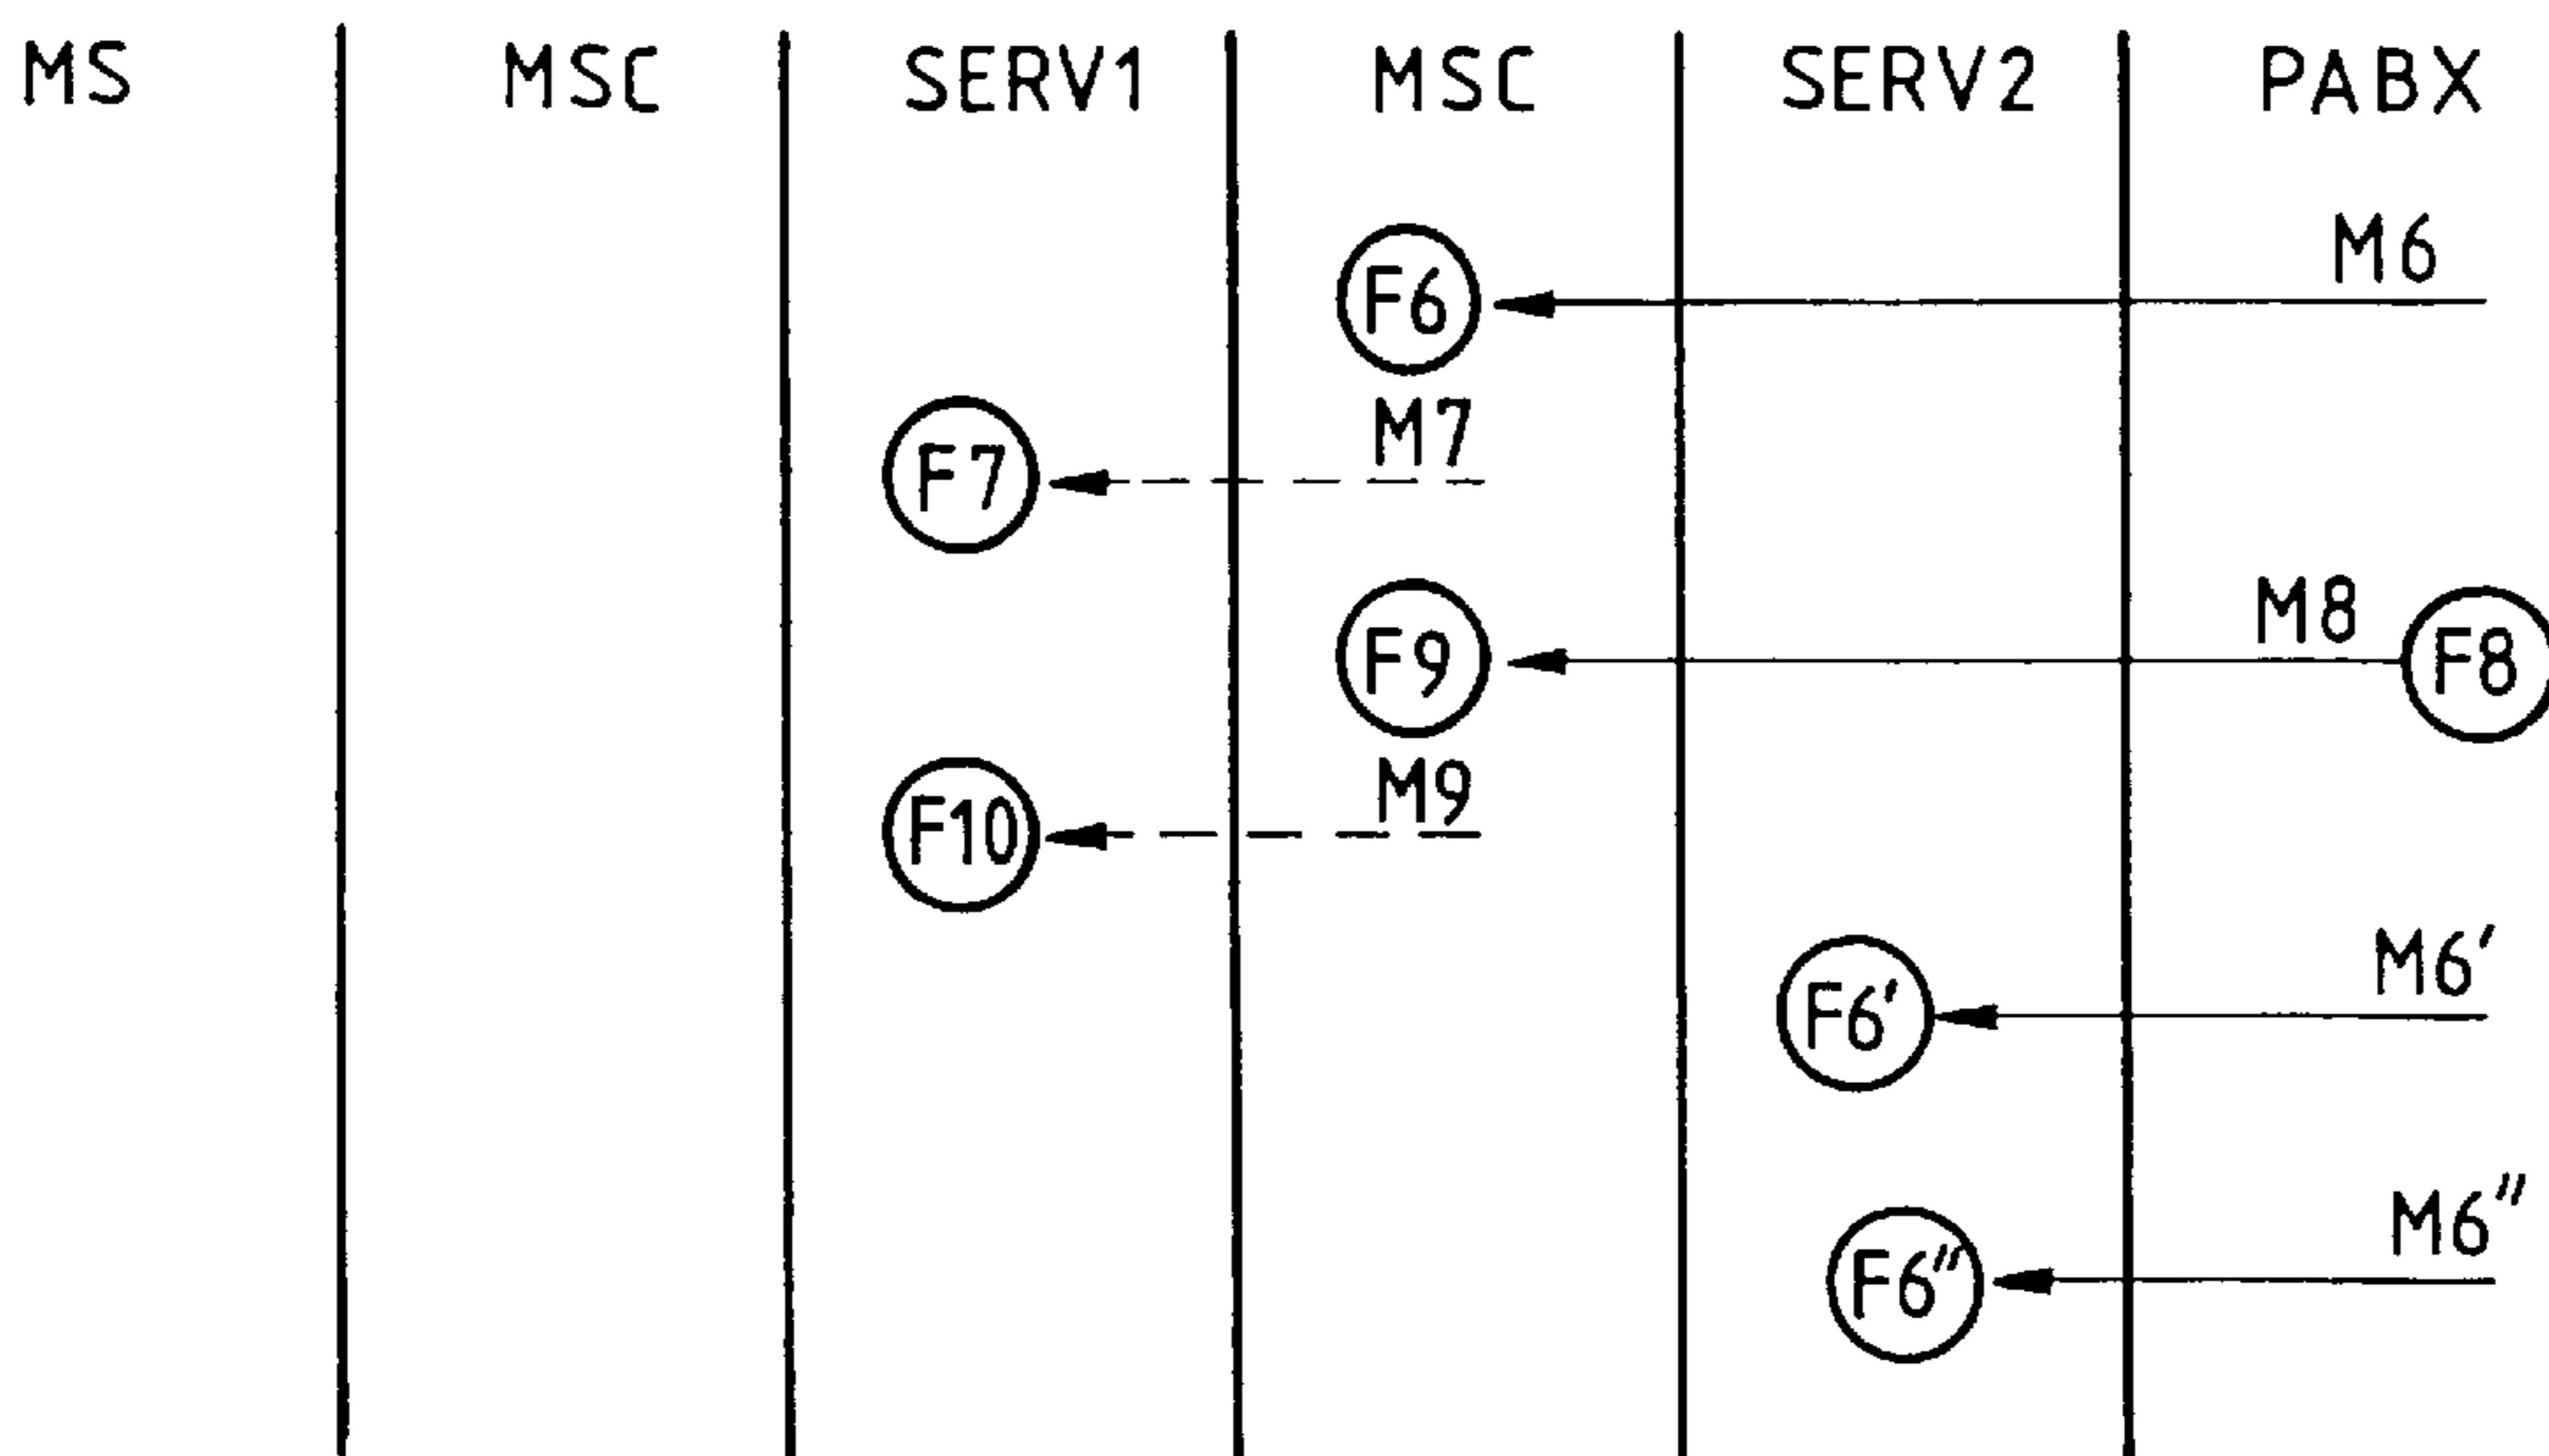 MS MSC SERV1 MSC SERV2 PABX
M6
F6
M7
F7
M8
F9 F8
M9
F10
M6'
F6'
M6"
F6"